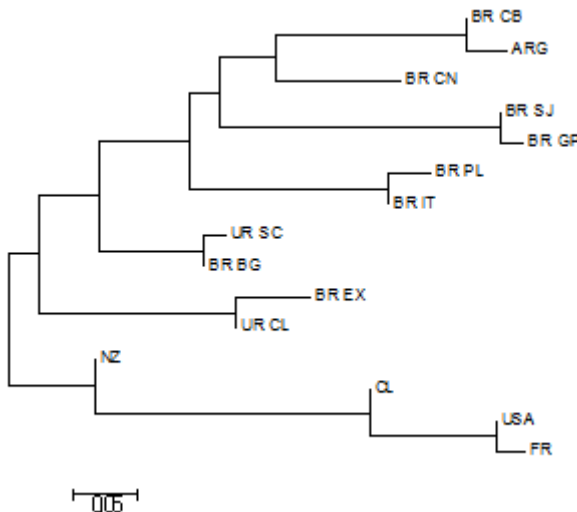 BR CB
ARG
BR CN
BR SJ
BR GP
BR PL
BR IT
UR SC
BR BG
BR EX
UR CL
NZ
CL
USA
FR
0.05